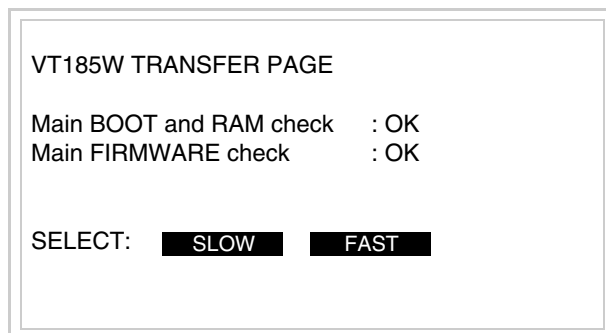 VT185W TRANSFER PAGE
Main BOOT and RAM check : OK
Main FIRMWARE check : OK
SELECT: SLOW FAST